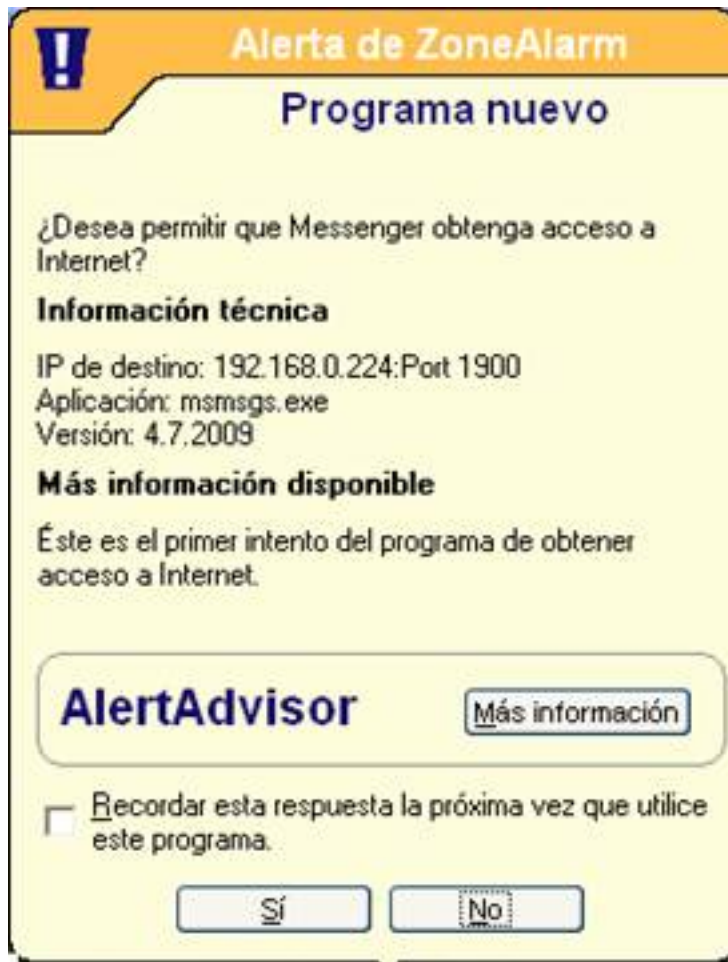 Alerta de ZoneAlarm
Programa nuevo
¿Desea permitir que Messenger obtenga acceso a
Internet?
Información técnica
IP de destino: 192.168.0.224:Port 1900
Aplicación: msmsgs.exe
Versión: 4.7.2009
Más información disponible
Éste es el primer intento del programa de obtener
acceso a Internet.
AlertAdvisor
Más información
Recordar esta respuesta la próxima vez que utilice
este programa.
Sí
No